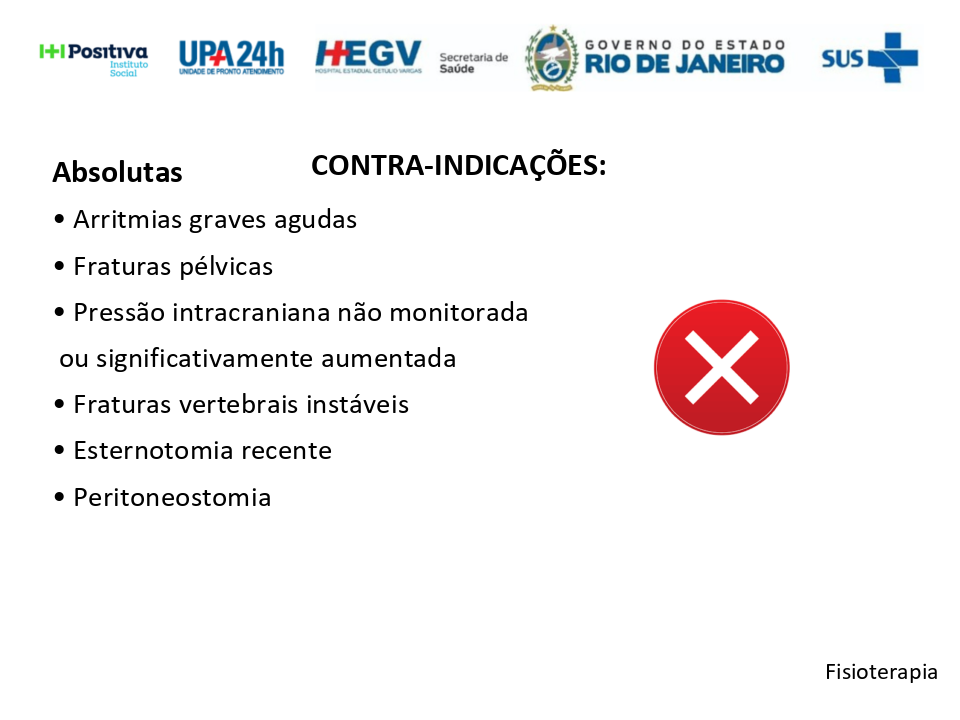 Positiva
Instituto
Social
UPA 24h
UNIDADE DE PRONTO ATENDIMENTO
HEGV
HOSPITAL ESTADUAL GETULIO VARGAS
Secretaria de
Saúde
GOVERNO DO ESTADO
RIO DE JANEIRO
SUS
CONTRA-INDICAÇÕES:
Absolutas
• Arritmias graves agudas
• Fraturas pélvicas
• Pressão intracraniana não monitorada
ou significativamente aumentada
• Fraturas vertebrais instáveis
• Esternotomia recente
• Peritoneostomia
Fisioterapia